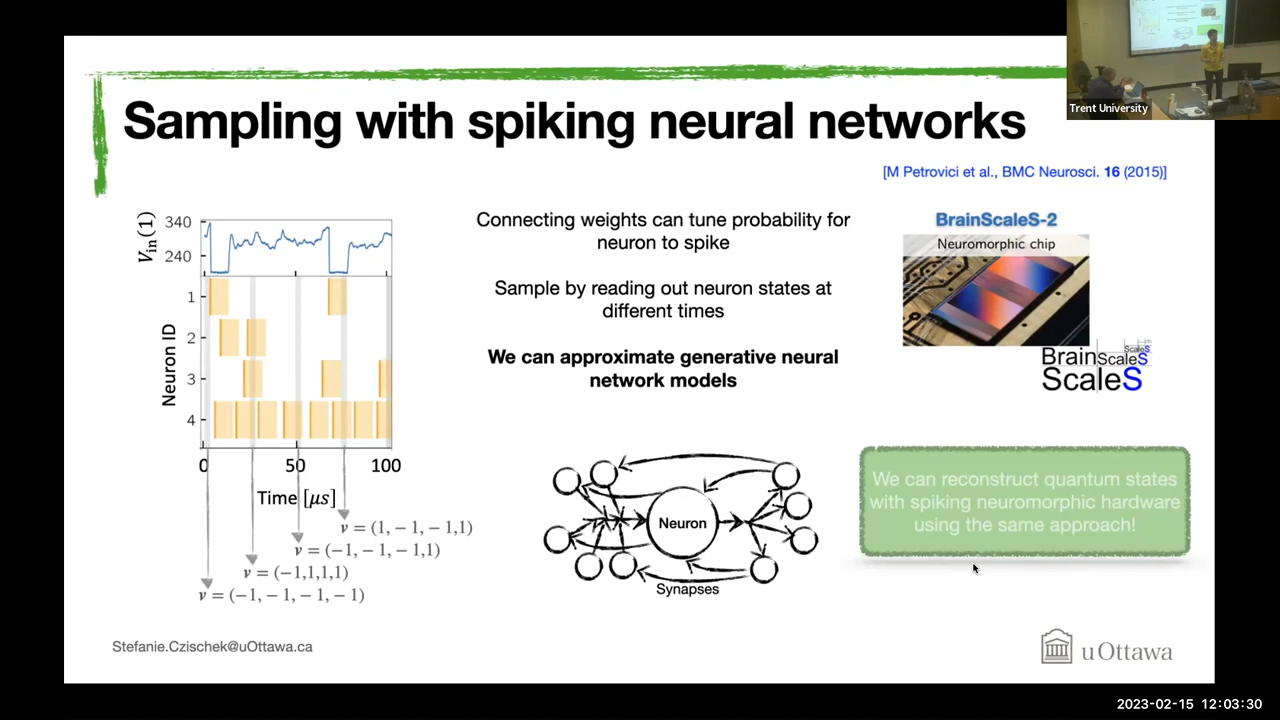 Trent University
Sampling with spiking neural networks
[M Petrovici et al., BMC Neurosci. 16 (2015)]
V_in(1)
340
240
Neuron ID
1
2
3
4
0
50
100
Time [μs]
ν = (1, − 1, − 1,1)
ν = (−1, − 1, − 1,1)
ν = (−1,1,1,1)
ν = (−1, − 1, − 1, − 1)
Connecting weights can tune probability for
neuron to spike
Sample by reading out neuron states at
different times
We can approximate generative neural
network models
Neuron
Synapses
BrainScaleS-2
Neuromorphic chip
ScaleS
BrainScaleS
ScaleS
We can reconstruct quantum states
with spiking neuromorphic hardware
using the same approach!
Stefanie.Czischek@uOttawa.ca
uOttawa
2023-02-15 12:03:30